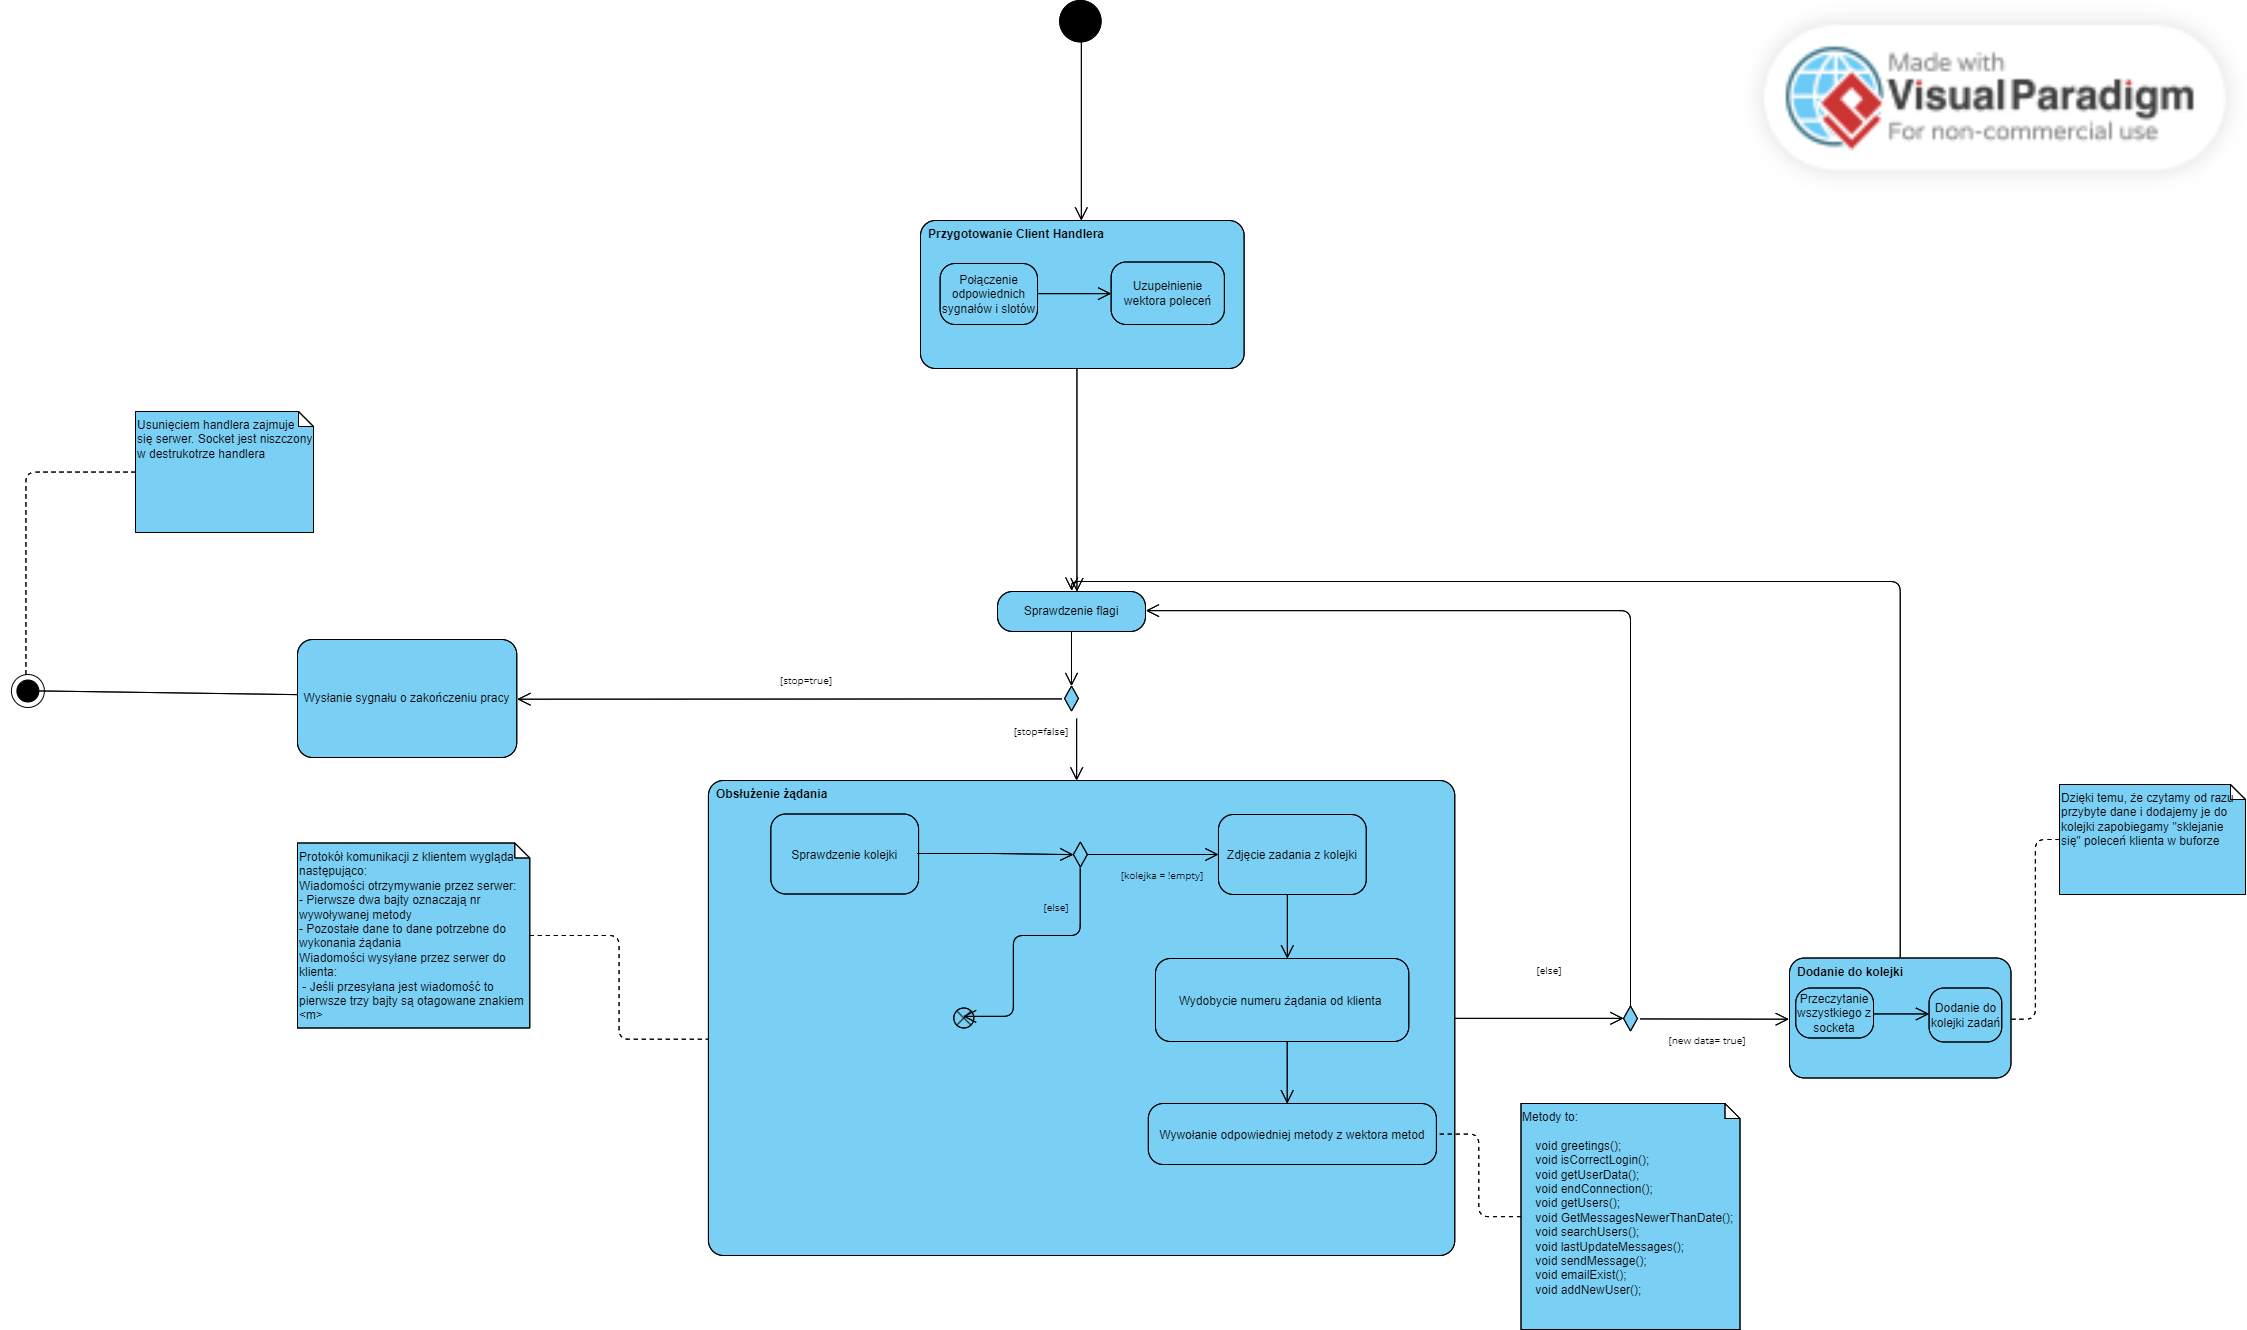 Made with
Visual Paradigm
For non-commercial use
Przygotowanie Client Handlera
Połączenie
odpowiednich
sygnałów i slotów
Uzupełnienie
wektora poleceń
Usunięciem handlera zajmuje
się serwer. Socket jest niszczony
w destrukotrze handlera
Sprawdzenie flagi
Wysłanie sygnału o zakończeniu pracy
[stop=true]
[stop=false]
Obsłużenie żądania
Sprawdzenie kolejki
[kolejka = !empty]
[else]
Zdjęcie zadania z kolejki
Wydobycie numeru żądania od klienta
Wywołanie odpowiedniej metody z wektora metod
Protokół komunikacji z klientem wygląda
następująco:
Wiadomości otrzymywanie przez serwer:
- Pierwsze dwa bajty oznaczają nr
wywoływanej metody
- Pozostałe dane to dane potrzebne do
wykonania żądania
Wiadomości wysyłane przez serwer do
klienta:
- Jeśli przesyłana jest wiadomość to
pierwsze trzy bajty są otagowane znakiem
<m>
[else]
[new data= true]
Dodanie do kolejki
Przeczytanie
wszystkiego z
socketa
Dodanie do
kolejki zadań
Dzięki temu, że czytamy od razu
przybyte dane i dodajemy je do
kolejki zapobiegamy "sklejanie
się" poleceń klienta w buforze
Metody to:
void greetings();
void isCorrectLogin();
void getUserData();
void endConnection();
void getUsers();
void GetMessagesNewerThanDate();
void searchUsers();
void lastUpdateMessages();
void sendMessage();
void emailExist();
void addNewUser();